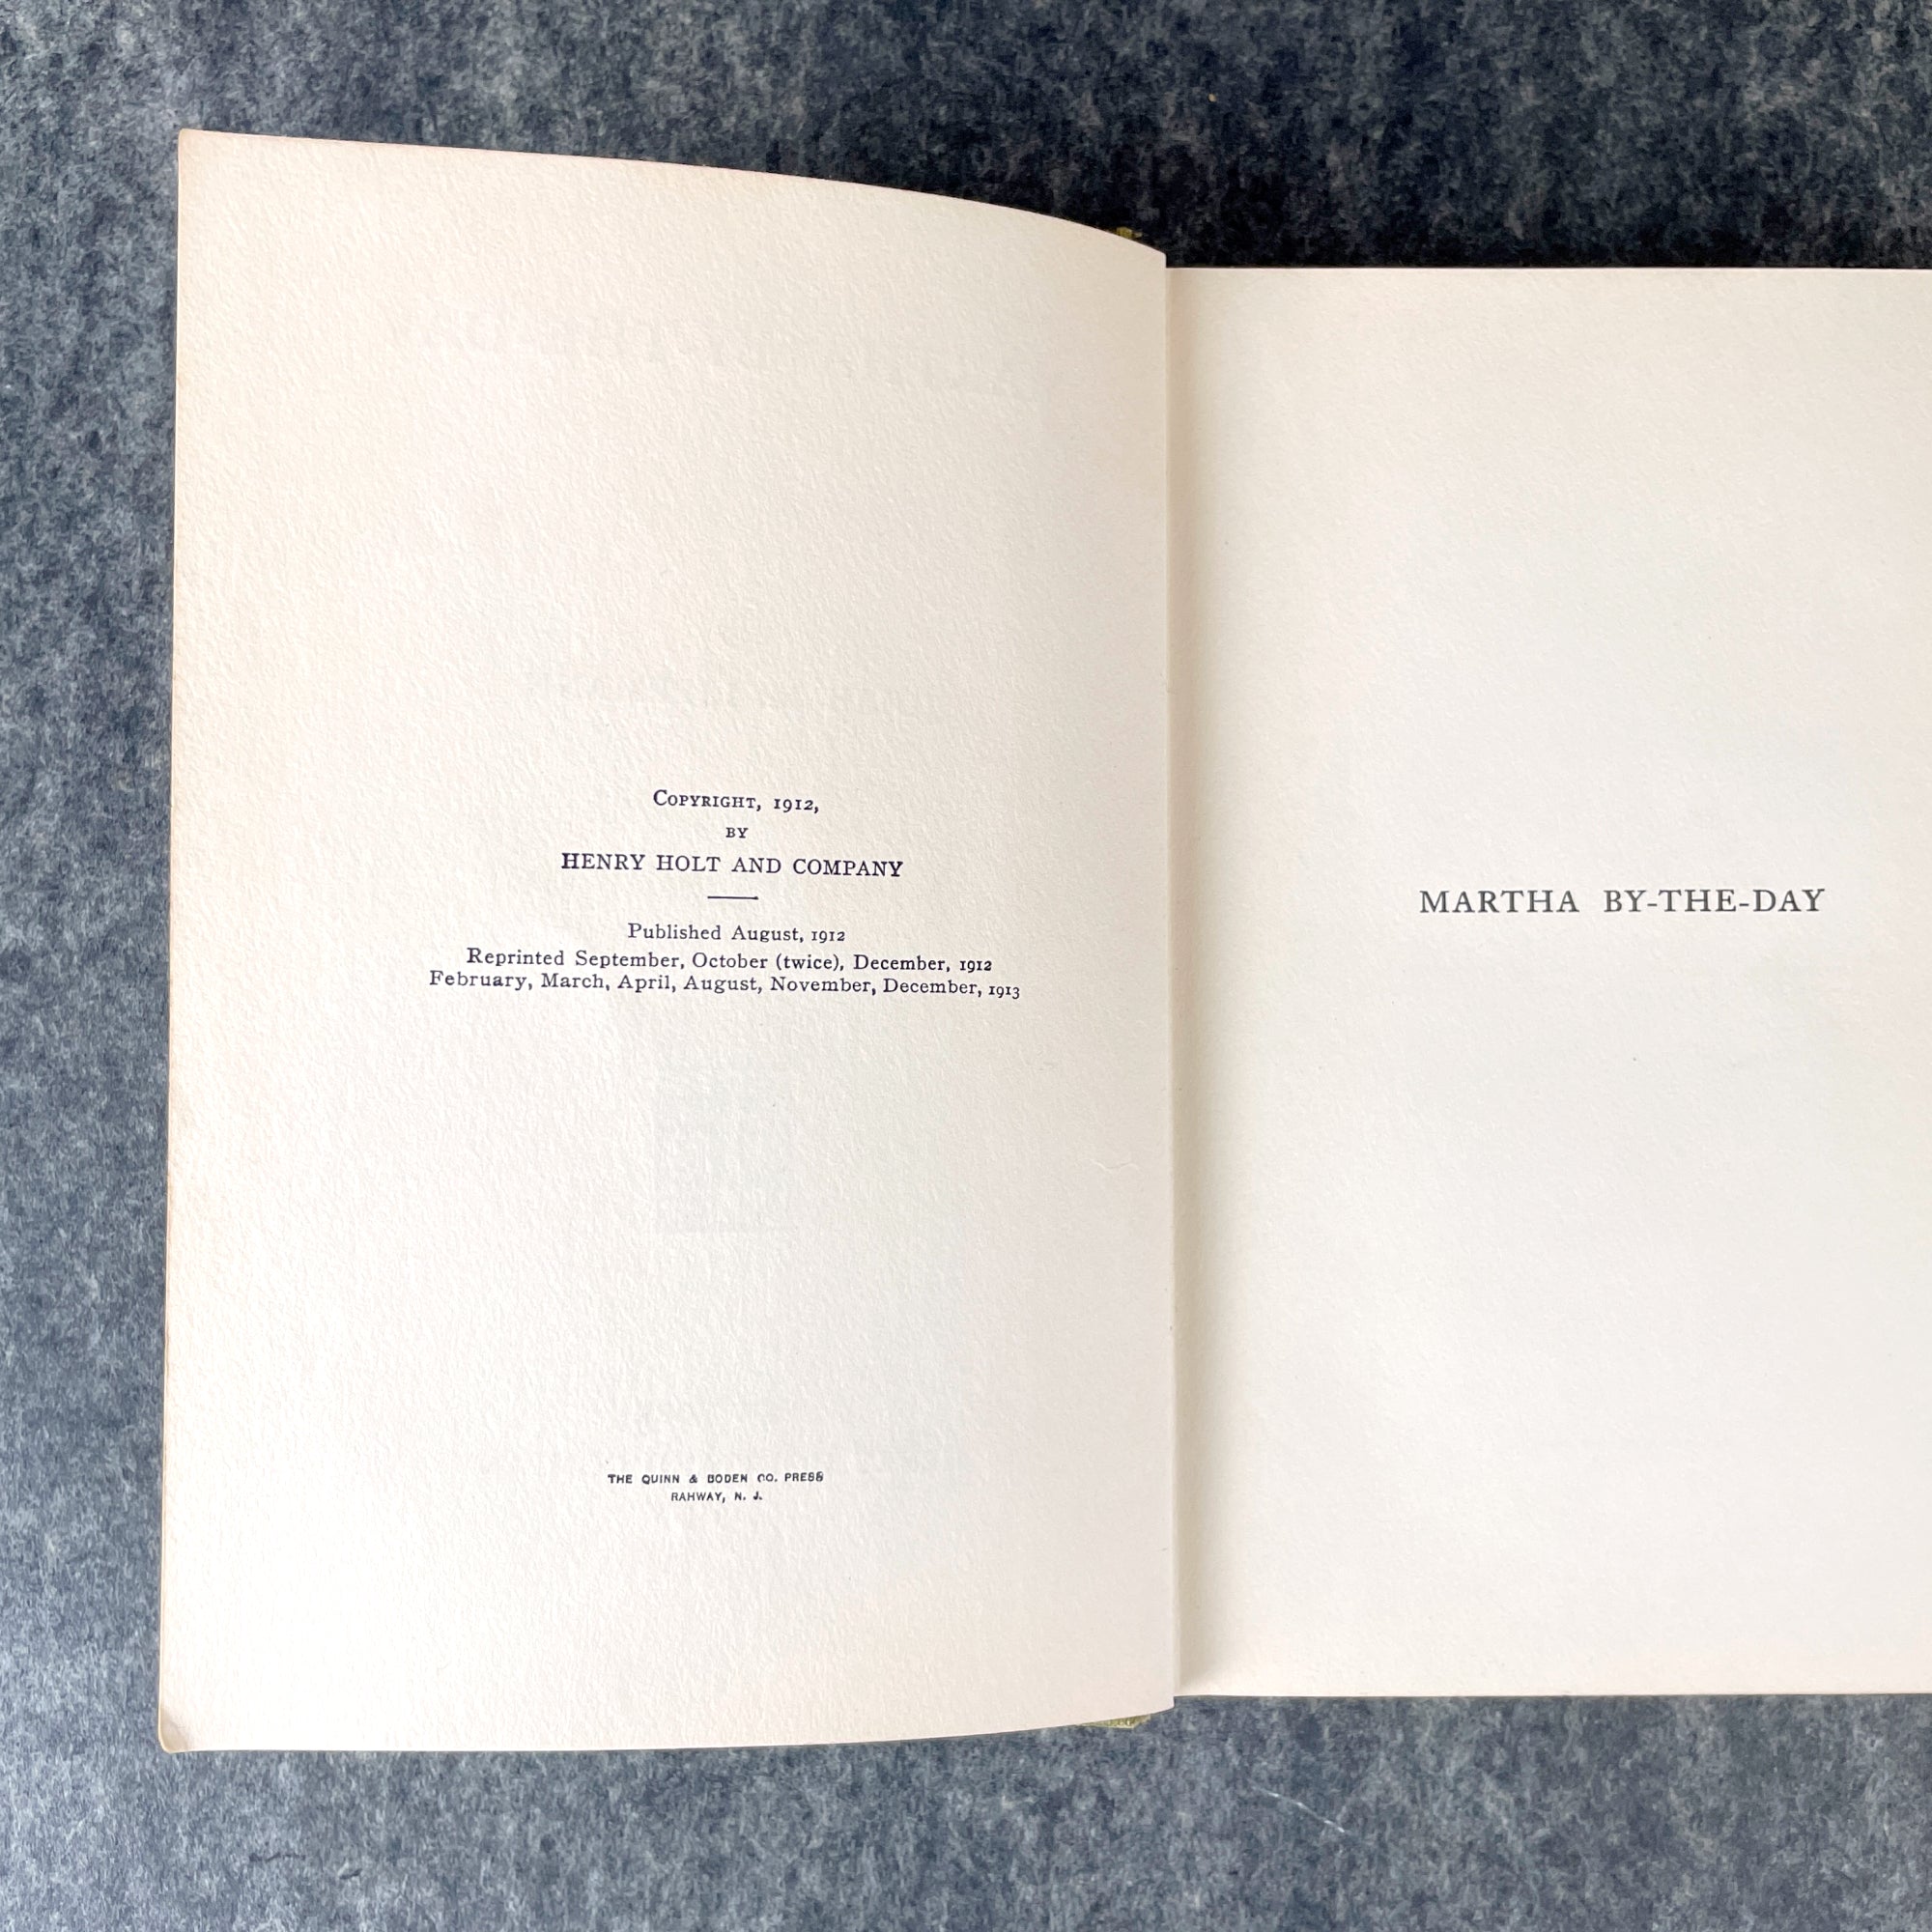 COPYRIGHT, 1912,
BY
HENRY HOLT AND COMPANY
Published August, 1912
Reprinted September, October (twice), December, 1912
February, March, April, August, November, December, 1913
THE QUINN & BODEN CO. PRESS
RAHWAY, N. J.
MARTHA BY-THE-DAY